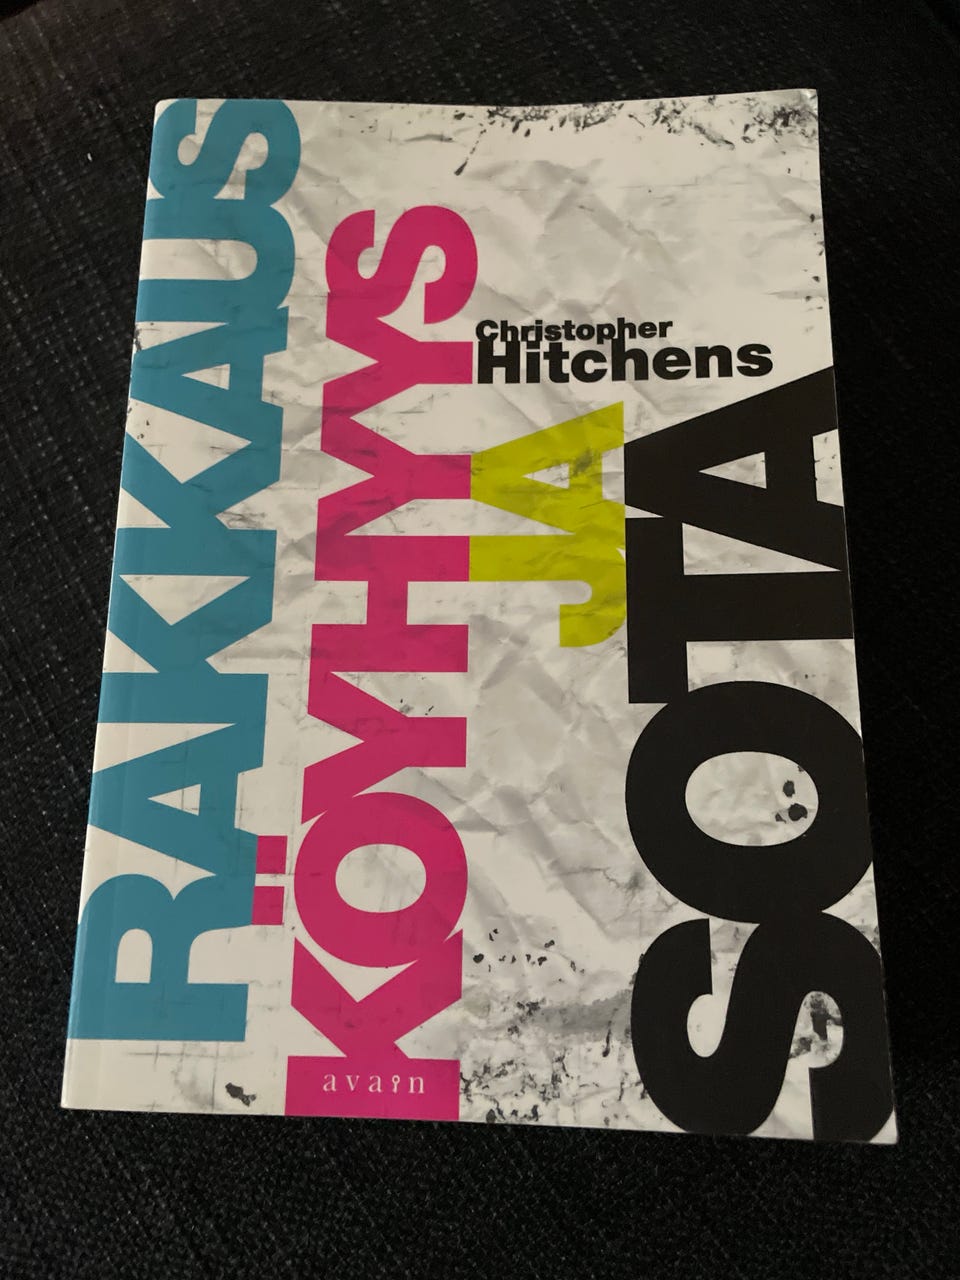 RAKKAUS
KÖYHYYS
JA
SOTA
Christopher
Hitchens
avain